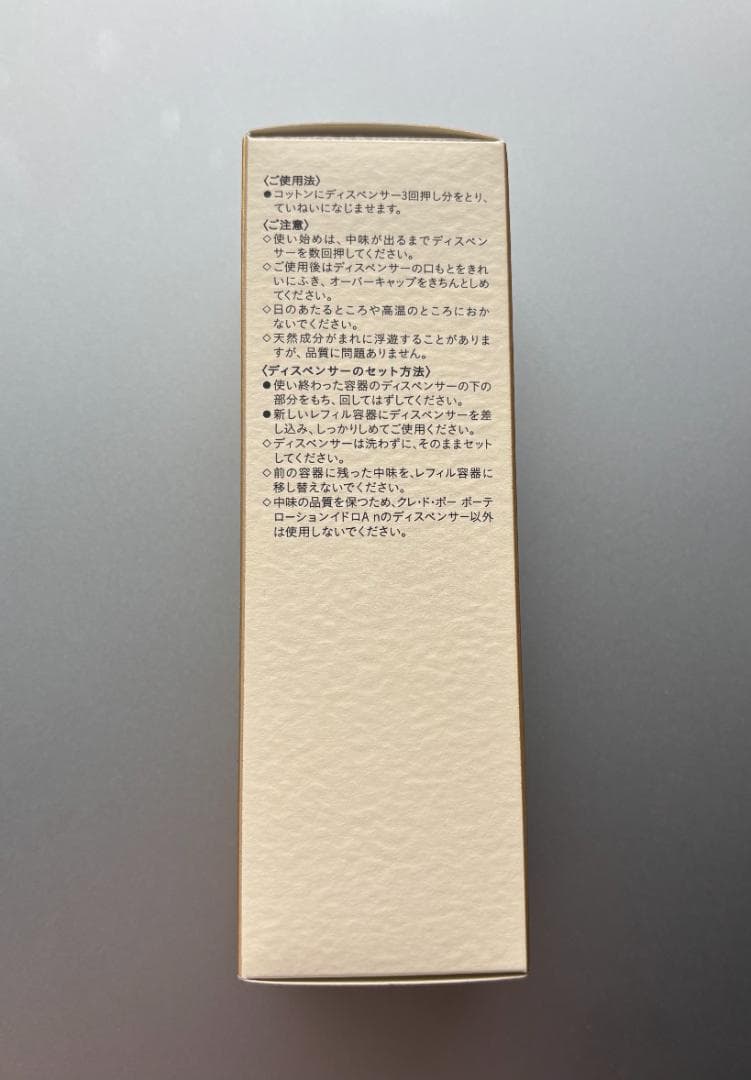 〈ご使用法〉
●コットンにディスペンサー3回押し分をとり、
ていねいになじませます。
〈ご注意〉
◇使い始めは、中味が出るまでディスペン
サーを数回押してください。
◇ご使用後はディスペンサーの口もとをきれ
いにふき、オーバーキャップをきちんとしめ
てください。
◇日のあたるところや高温のところにおか
ないでください。
◇天然成分がまれに浮遊することがありま
すが、品質に問題ありません。
〈ディスペンサーのセット方法〉
●使い終わった容器のディスペンサーの下の
部分をもち、回してはずしてください。
●新しいレフィル容器にディスペンサーを差
し込み、しっかりしめてご使用ください。
◇ディスペンサーは洗わずに、そのままセット
してください。
◇前の容器に残った中味を、レフィル容器に
移し替えないでください。
◇中味の品質を保つため、クレ・ド・ポー ボーテ
ローションイドロA nのディスペンサー以外
は使用しないでください。